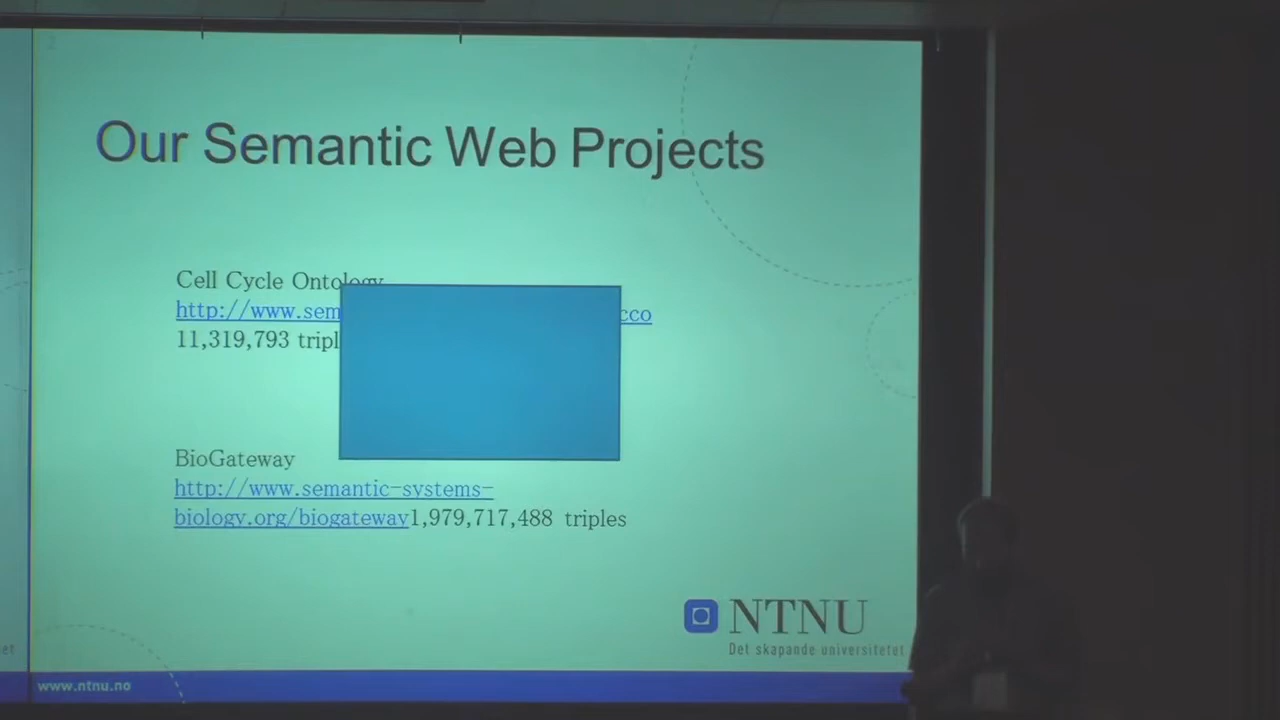 Our Semantic Web Projects
Cell Cycle Ontology
http://www.sem cco
11,319,793 tripl
BioGateway
http://www.semantic-systems-
biology.org/biogateway1,979,717,488 triples
NTNU
Det skapande universitetet
www.ntnu.no